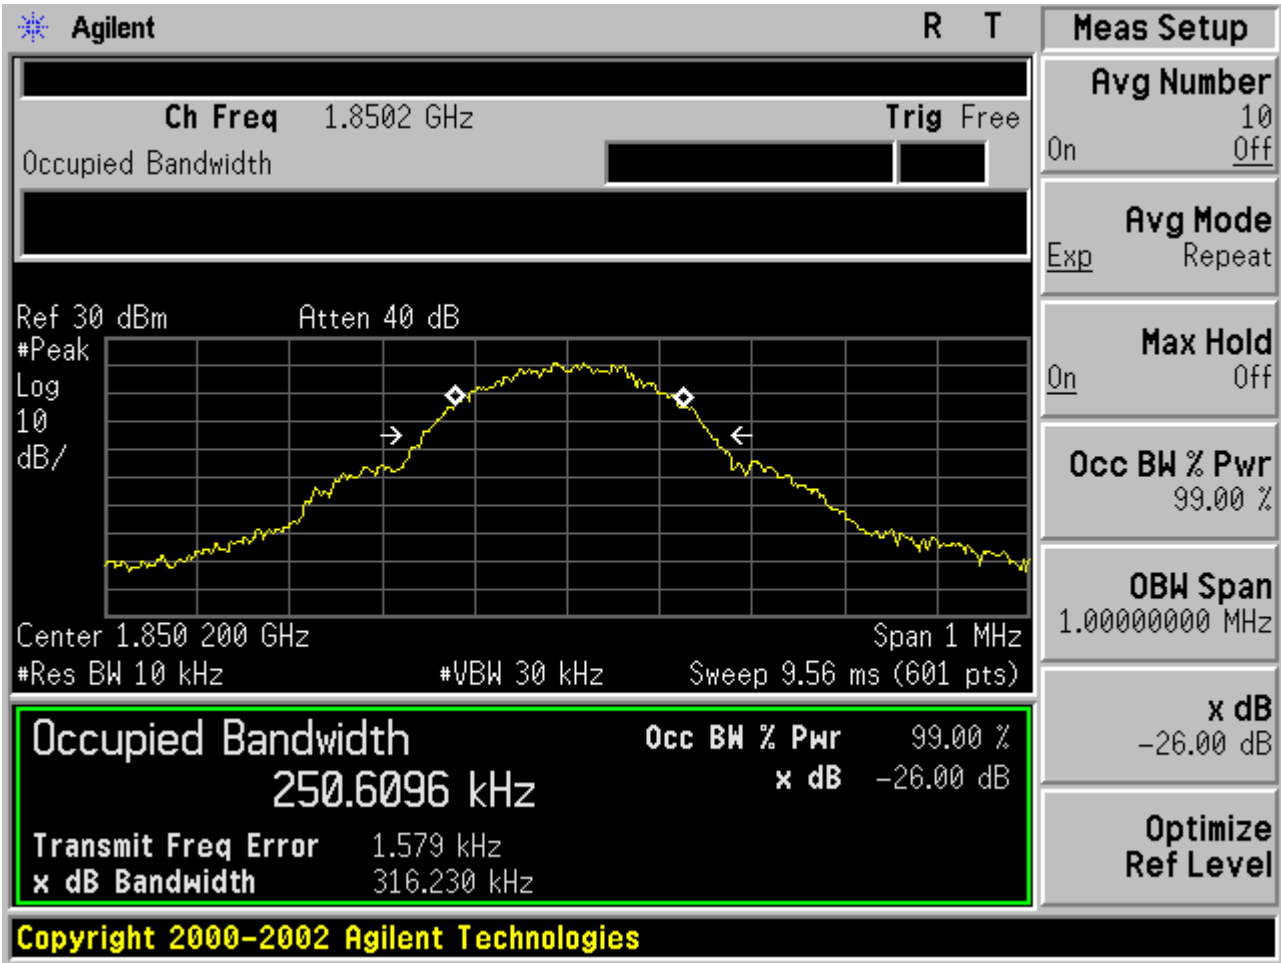 Agilent R T
Ch Freq 1.8502 GHz Trig Free
Occupied Bandwidth
Ref 30 dBm Atten 40 dB
#Peak
Log
10
dB/
Center 1.850 200 GHz Span 1 MHz
#Res BW 10 kHz #VBW 30 kHz Sweep 9.56 ms (601 pts)
Occupied Bandwidth Occ BW % Pwr 99.00 %
250.6096 kHz x dB -26.00 dB
Transmit Freq Error 1.579 kHz
x dB Bandwidth 316.230 kHz
Copyright 2000-2002 Agilent Technologies
Meas Setup
Avg Number
10
On Off
Avg Mode
Exp Repeat
Max Hold
On Off
Occ BW % Pwr
99.00 %
OBW Span
1.00000000 MHz
x dB
-26.00 dB
Optimize
Ref Level